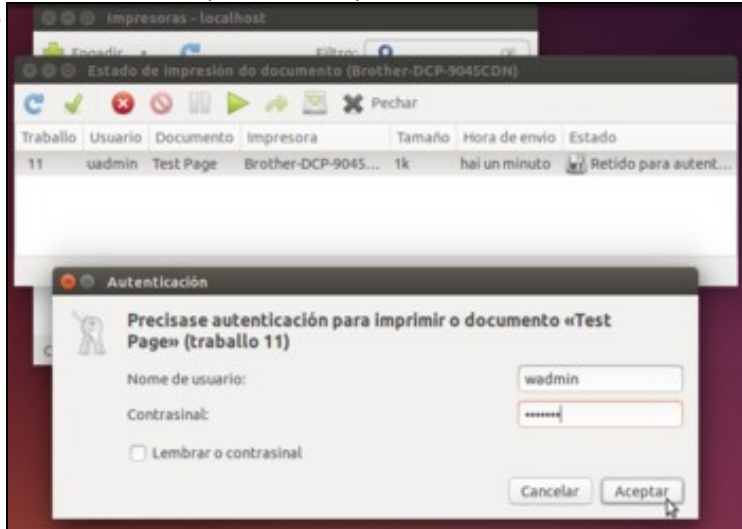 Impresoras - localhost
Engadir
Filtro:
Estado de impresión do documento (Brother-DCP-9045CDN)
Pechar
Traballo Usuario Documento Impresora Tamaño Hora de envio Estado
11 uadmin Test Page Brother-DCP-9045... 1k hai un minuto Retido para autent...
Autenticación
Precisase autenticación para imprimir o documento «Test
Page» (traballo 11)
Nome de usuario: wadmin
Contrasinal: •••••••
Lembrar o contrasinal
Cancelar Aceptar